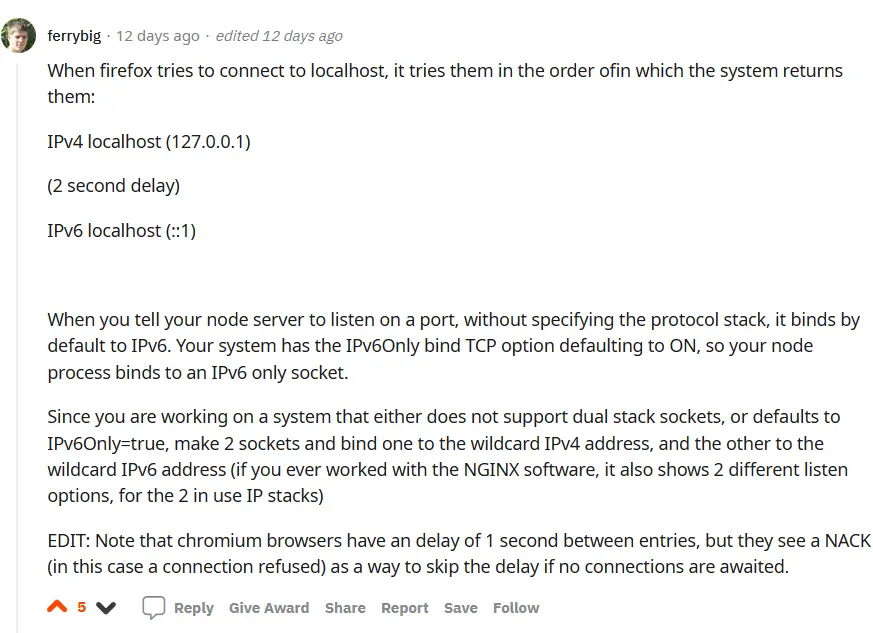 ferrybig · 12 days ago · edited 12 days ago
When firefox tries to connect to localhost, it tries them in the order ofin which the system returns
them:
IPv4 localhost (127.0.0.1)
(2 second delay)
IPv6 localhost (::1)
When you tell your node server to listen on a port, without specifying the protocol stack, it binds by
default to IPv6. Your system has the IPv6Only bind TCP option defaulting to ON, so your node
process binds to an IPv6 only socket.
Since you are working on a system that either does not support dual stack sockets, or defaults to
IPv6Only=true, make 2 sockets and bind one to the wildcard IPv4 address, and the other to the
wildcard IPv6 address (if you ever worked with the NGINX software, it also shows 2 different listen
options, for the 2 in use IP stacks)
EDIT: Note that chromium browsers have an delay of 1 second between entries, but they see a NACK
(in this case a connection refused) as a way to skip the delay if no connections are awaited.
5 Reply Give Award Share Report Save Follow